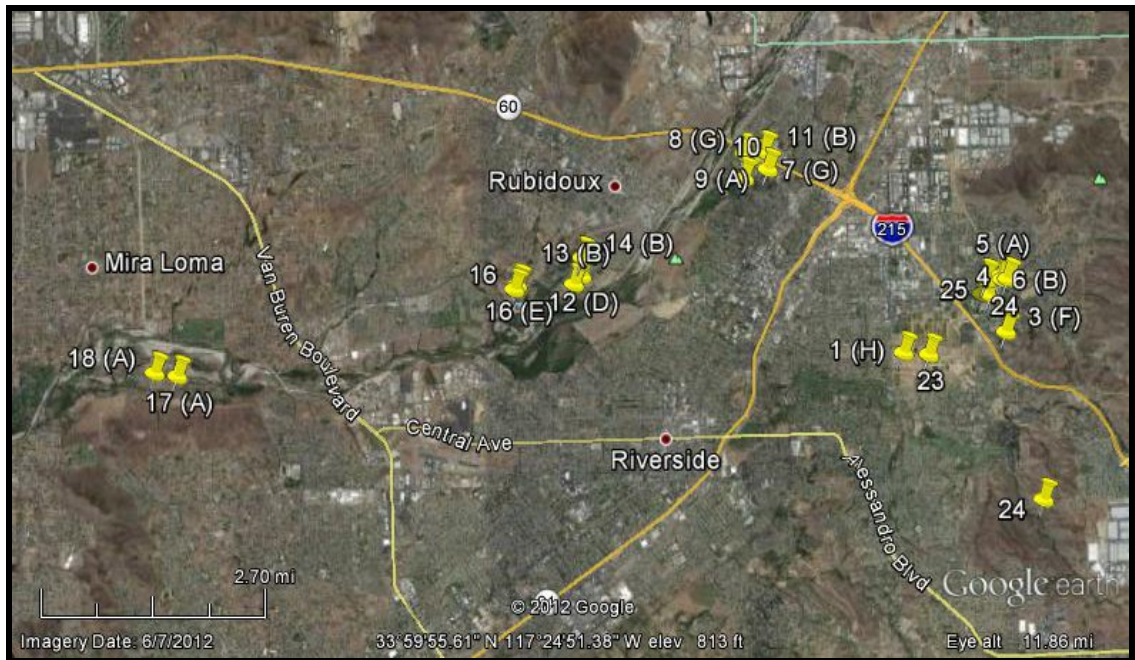 60
8 (G)
10
11 (B)
9 (A)
7 (G)
Rubidoux
215
Mira Loma
Van Buren Boulevard
13 (B)
14 (B)
16
16 (E)
12 (D)
5 (A)
4
6 (B)
25
24
3 (F)
1 (H)
23
18 (A)
17 (A)
Central Ave
Riverside
Alessandro Blvd
24
2.70 mi
Google earth
© 2012 Google
Imagery Date: 6/7/2012
33°59'55.61" N 117°24'51.38" W elev 813 ft
Eye alt 11.86 mi